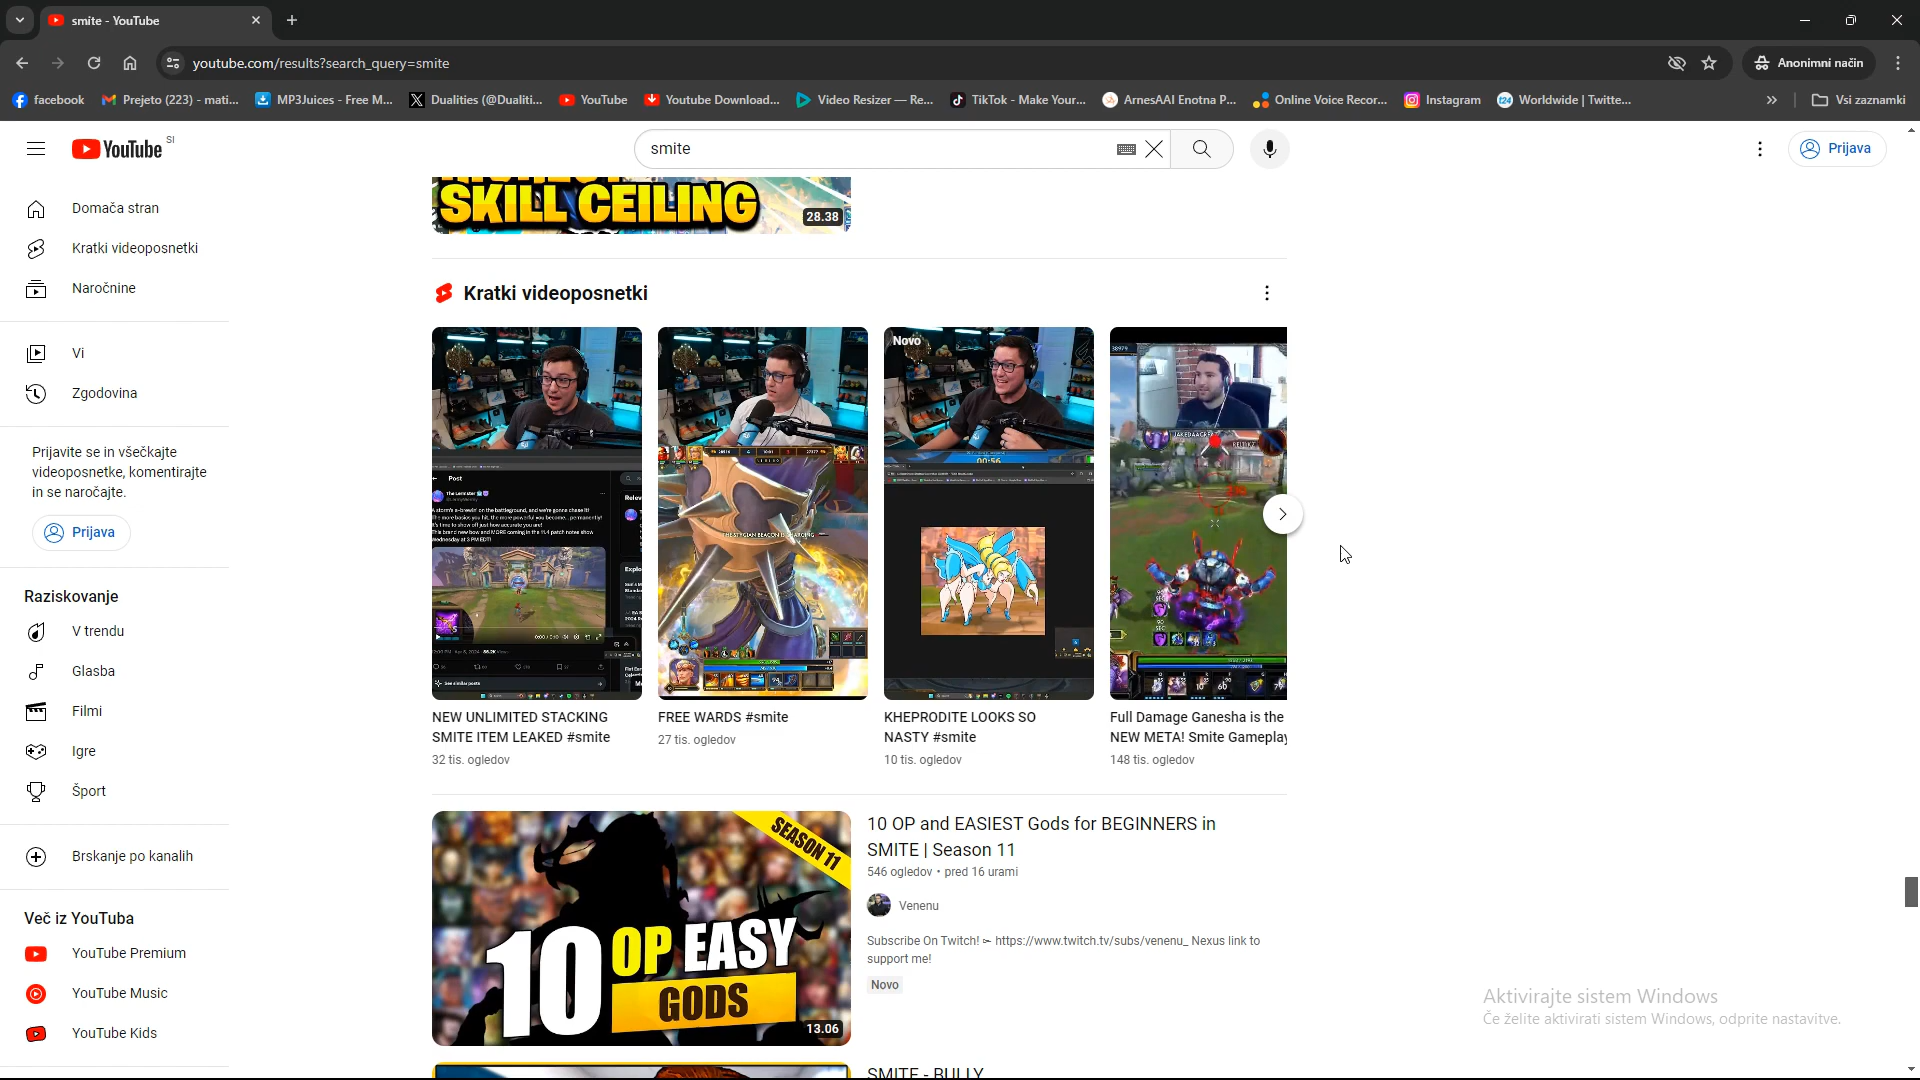 smite - YouTube
youtube.com/results?search_query=smite
Anonimni način
facebook
Prejeto (223) - mati...
MP3Juices - Free M...
Dualities (@Dualiti...
YouTube
Youtube Download...
Video Resizer — Re...
TikTok - Make Your...
ArnesAAI Enotna P...
Online Voice Recor...
Instagram
Worldwide | Twitte...
Vsi zaznamki
YouTube SI
smite
Prijava
Domača stran
Kratki videoposnetki
Naročnine
Vi
Zgodovina
Prijavite se in všečkajte
videoposnetke, komentirajte
in se naročajte.
Prijava
Raziskovanje
V trendu
Glasba
Filmi
Igre
Šport
Brskanje po kanalih
Več iz YouTuba
YouTube Premium
YouTube Music
YouTube Kids
SKILL CEILING
28.38
Kratki videoposnetki
Post
Novo
00:56
NEW UNLIMITED STACKING
SMITE ITEM LEAKED #smite
32 tis. ogledov
FREE WARDS #smite
27 tis. ogledov
KHEPRODITE LOOKS SO
NASTY #smite
10 tis. ogledov
Full Damage Ganesha is the
NEW META! Smite Gameplay
148 tis. ogledov
SEASON 11
10 OP EASY
GODS
13.06
10 OP and EASIEST Gods for BEGINNERS in
SMITE | Season 11
546 ogledov • pred 16 urami
Venenu
Subscribe On Twitch! ➣ https://www.twitch.tv/subs/venenu_ Nexus link to
support me!
Novo
SMITE - BULLY
Aktivirajte sistem Windows
Če želite aktivirati sistem Windows, odprite nastavitve.